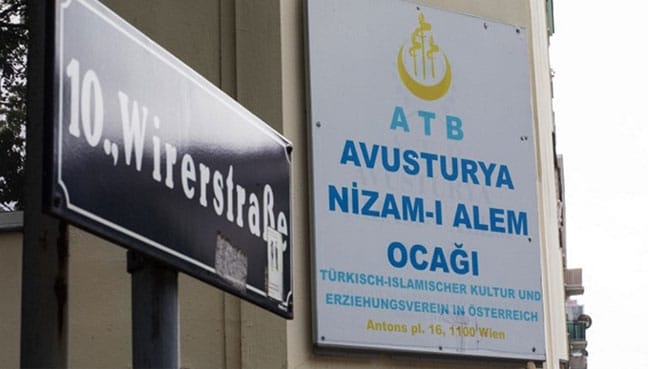 10., Wirerstraße
ATB
AVUSTURYA
NİZAM-I ALEM
OCAĞI
TÜRKISCH-ISLAMISCHER KULTUR UND
ERZIEHUNGSVEREIN IN ÖSTERREICH
Antons pl. 16, 1100 Wien